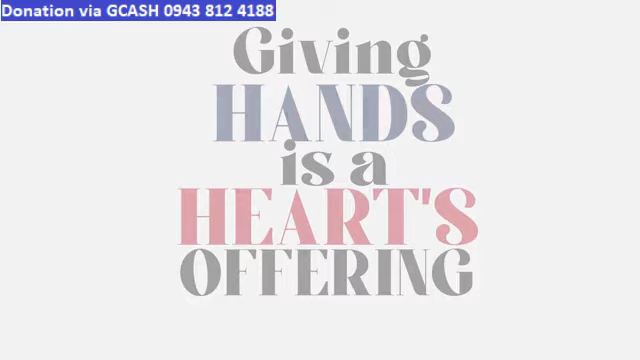 Donation via GCASH 0943 812 4188
Giving
HANDS
is a
HEART'S
OFFERING